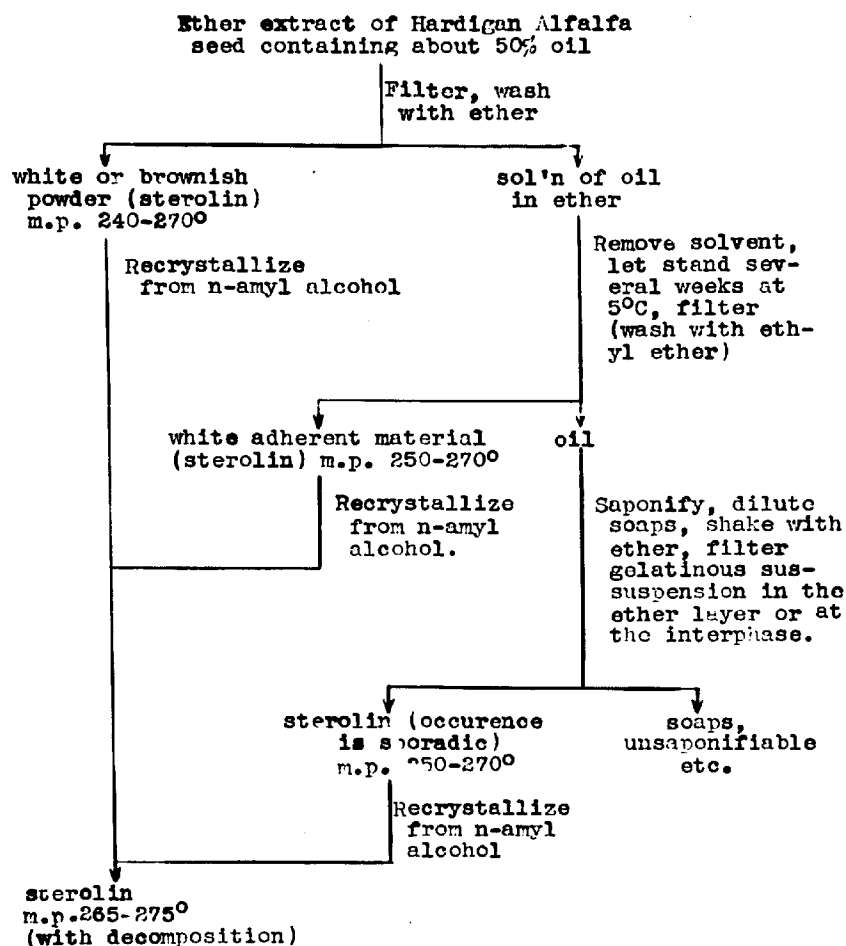 Ether extract of Hardigan Alfalfa
seed containing about 50% oil
Filter, wash
with ether
white or brownish
powder (sterolin)
m.p. 240-270°
sol'n of oil
in ether
Recrystallize
from n-amyl alcohol
Remove solvent,
let stand sev-
eral weeks at
5°C, filter
(wash with eth-
yl ether)
white adherent material
(sterolin) m.p. 250-270°
oil
Recrystallize
from n-amyl
alcohol.
Saponify, dilute
soaps, shake with
ether, filter
gelatinous sus-
suspension in the
ether layer or at
the interphase.
sterolin (occurence
is sporadic)
m.p. 250-270°
soaps,
unsaponifiable
etc.
Recrystallize
from n-amyl
alcohol
sterolin
m.p.265-275°
(with decomposition)